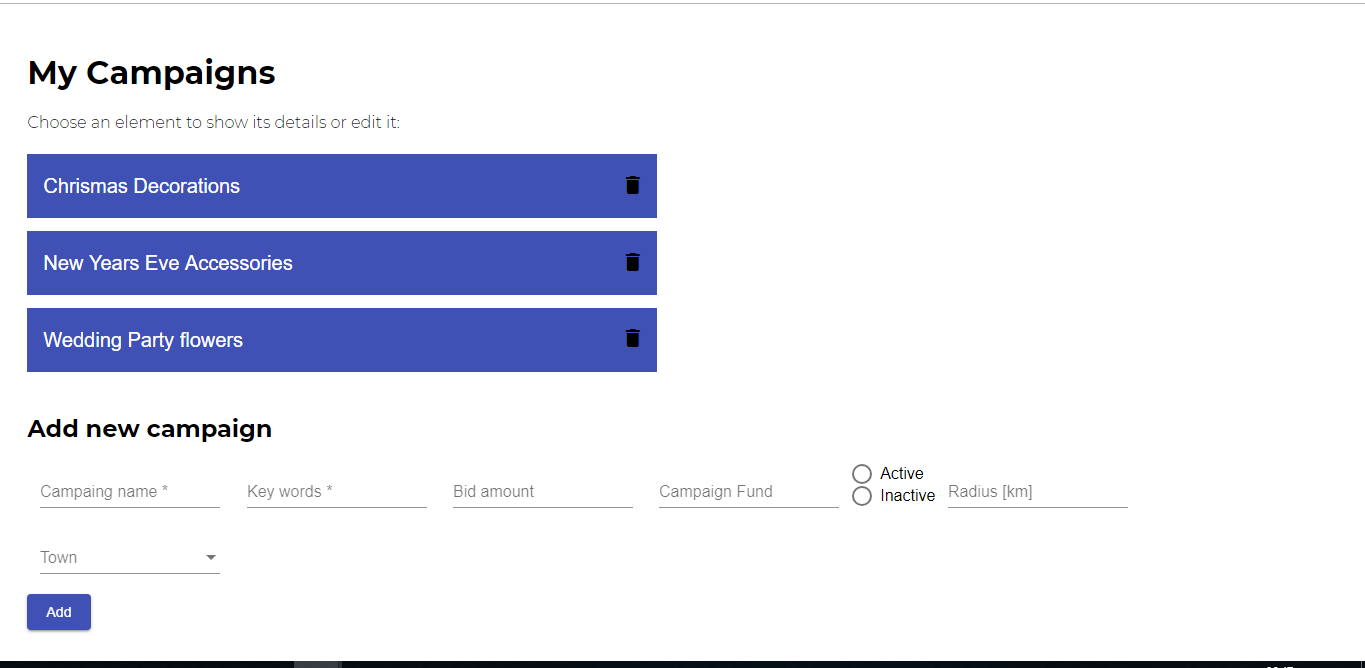 My Campaigns
Choose an element to show its details or edit it:
Chrismas Decorations
New Years Eve Accessories
Wedding Party flowers
Add new campaign
Campaing name *
Key words *
Bid amount
Campaign Fund
Active
Inactive
Radius [km]
Town
Add